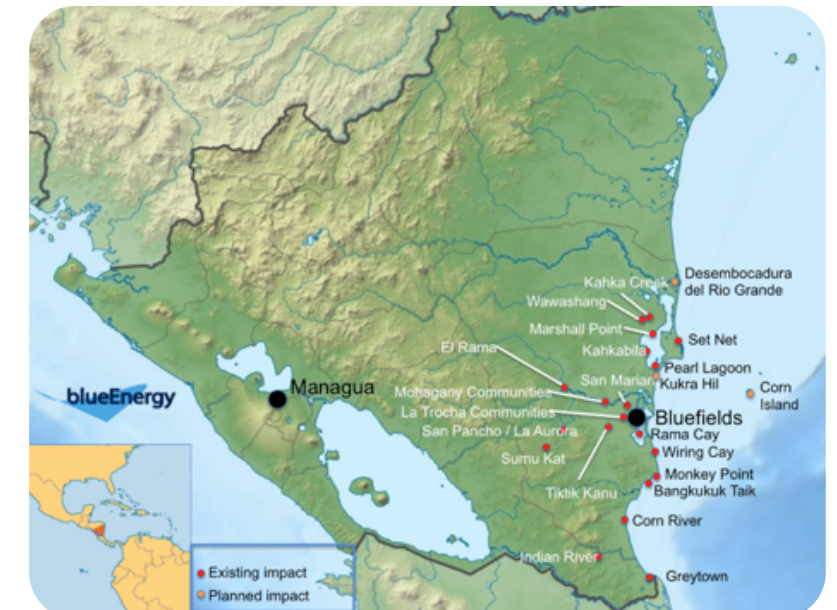 Desembocadura
del Rio Grande
Kahka Creek
Wawashang
Marshall Point
Set Net
El Rama
Kahkabila
Pearl Lagoon
San Marian
Kukra Hil
Managua
blueEnergy
Mohagany Communities
Corn
Island
La Trocha Communities
Bluefields
San Pancho / La Aurora
Rama Cay
Sumu Kat
Wiring Cay
Monkey Point
Tiktik Kanu
Bangkukuk Taik
Corn River
Indian River
Existing impact
Greytown
Planned impact